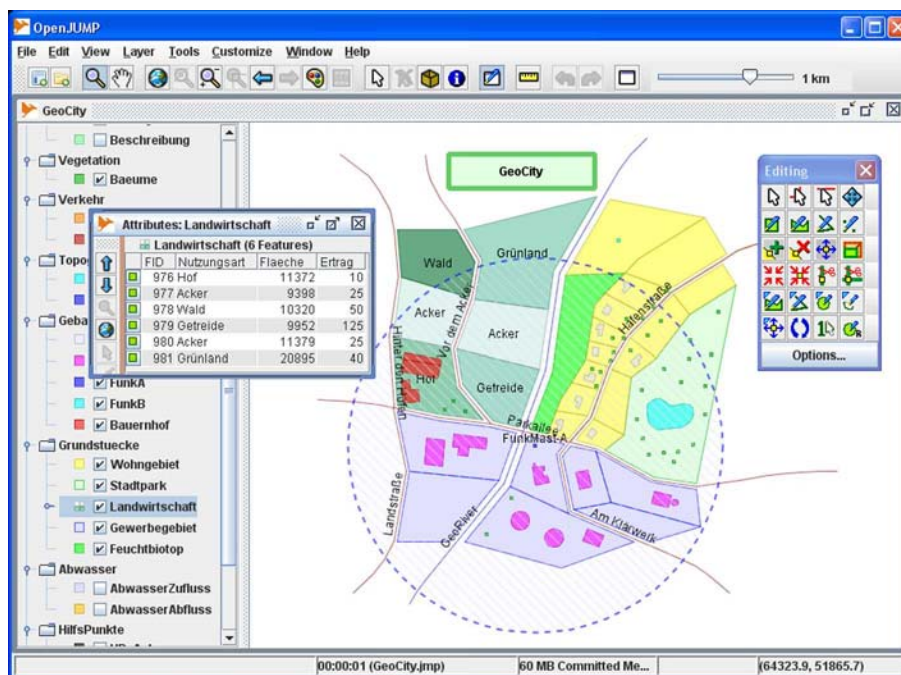 OpenJUMP
File Edit View Layer Tools Customize Window Help
1 km
GeoCity
Beschreibung
Vegetation
Baeume
Verkehr
Topo
Geba
FunkA
FunkB
Bauernhof
Grundstuecke
Wohngebiet
Stadtpark
Landwirtschaft
Gewerbegebiet
Feuchtbiotop
Abwasser
AbwasserZufluss
AbwasserAbfluss
HilfsPunkte
Attributes: Landwirtschaft
Landwirtschaft (6 Features)
FID Nutzungsart Flaeche Ertrag
976 Hof 11372 10
977 Acker 9398 25
978 Wald 10320 50
979 Getreide 9952 125
980 Acker 11379 25
981 Grünland 20895 40
GeoCity
Wald
Grünland
Acker
Vor dem Acker
Acker
Hinter den Höfen
Hof
Getreide
Häfenstraße
Parkallee
FunkMast-A
Landstraße
GeoRiver
Am Klärwerk
Editing
Options...
00:00:01 (GeoCity.jmp)
60 MB Committed Me...
(64323.9, 51865.7)